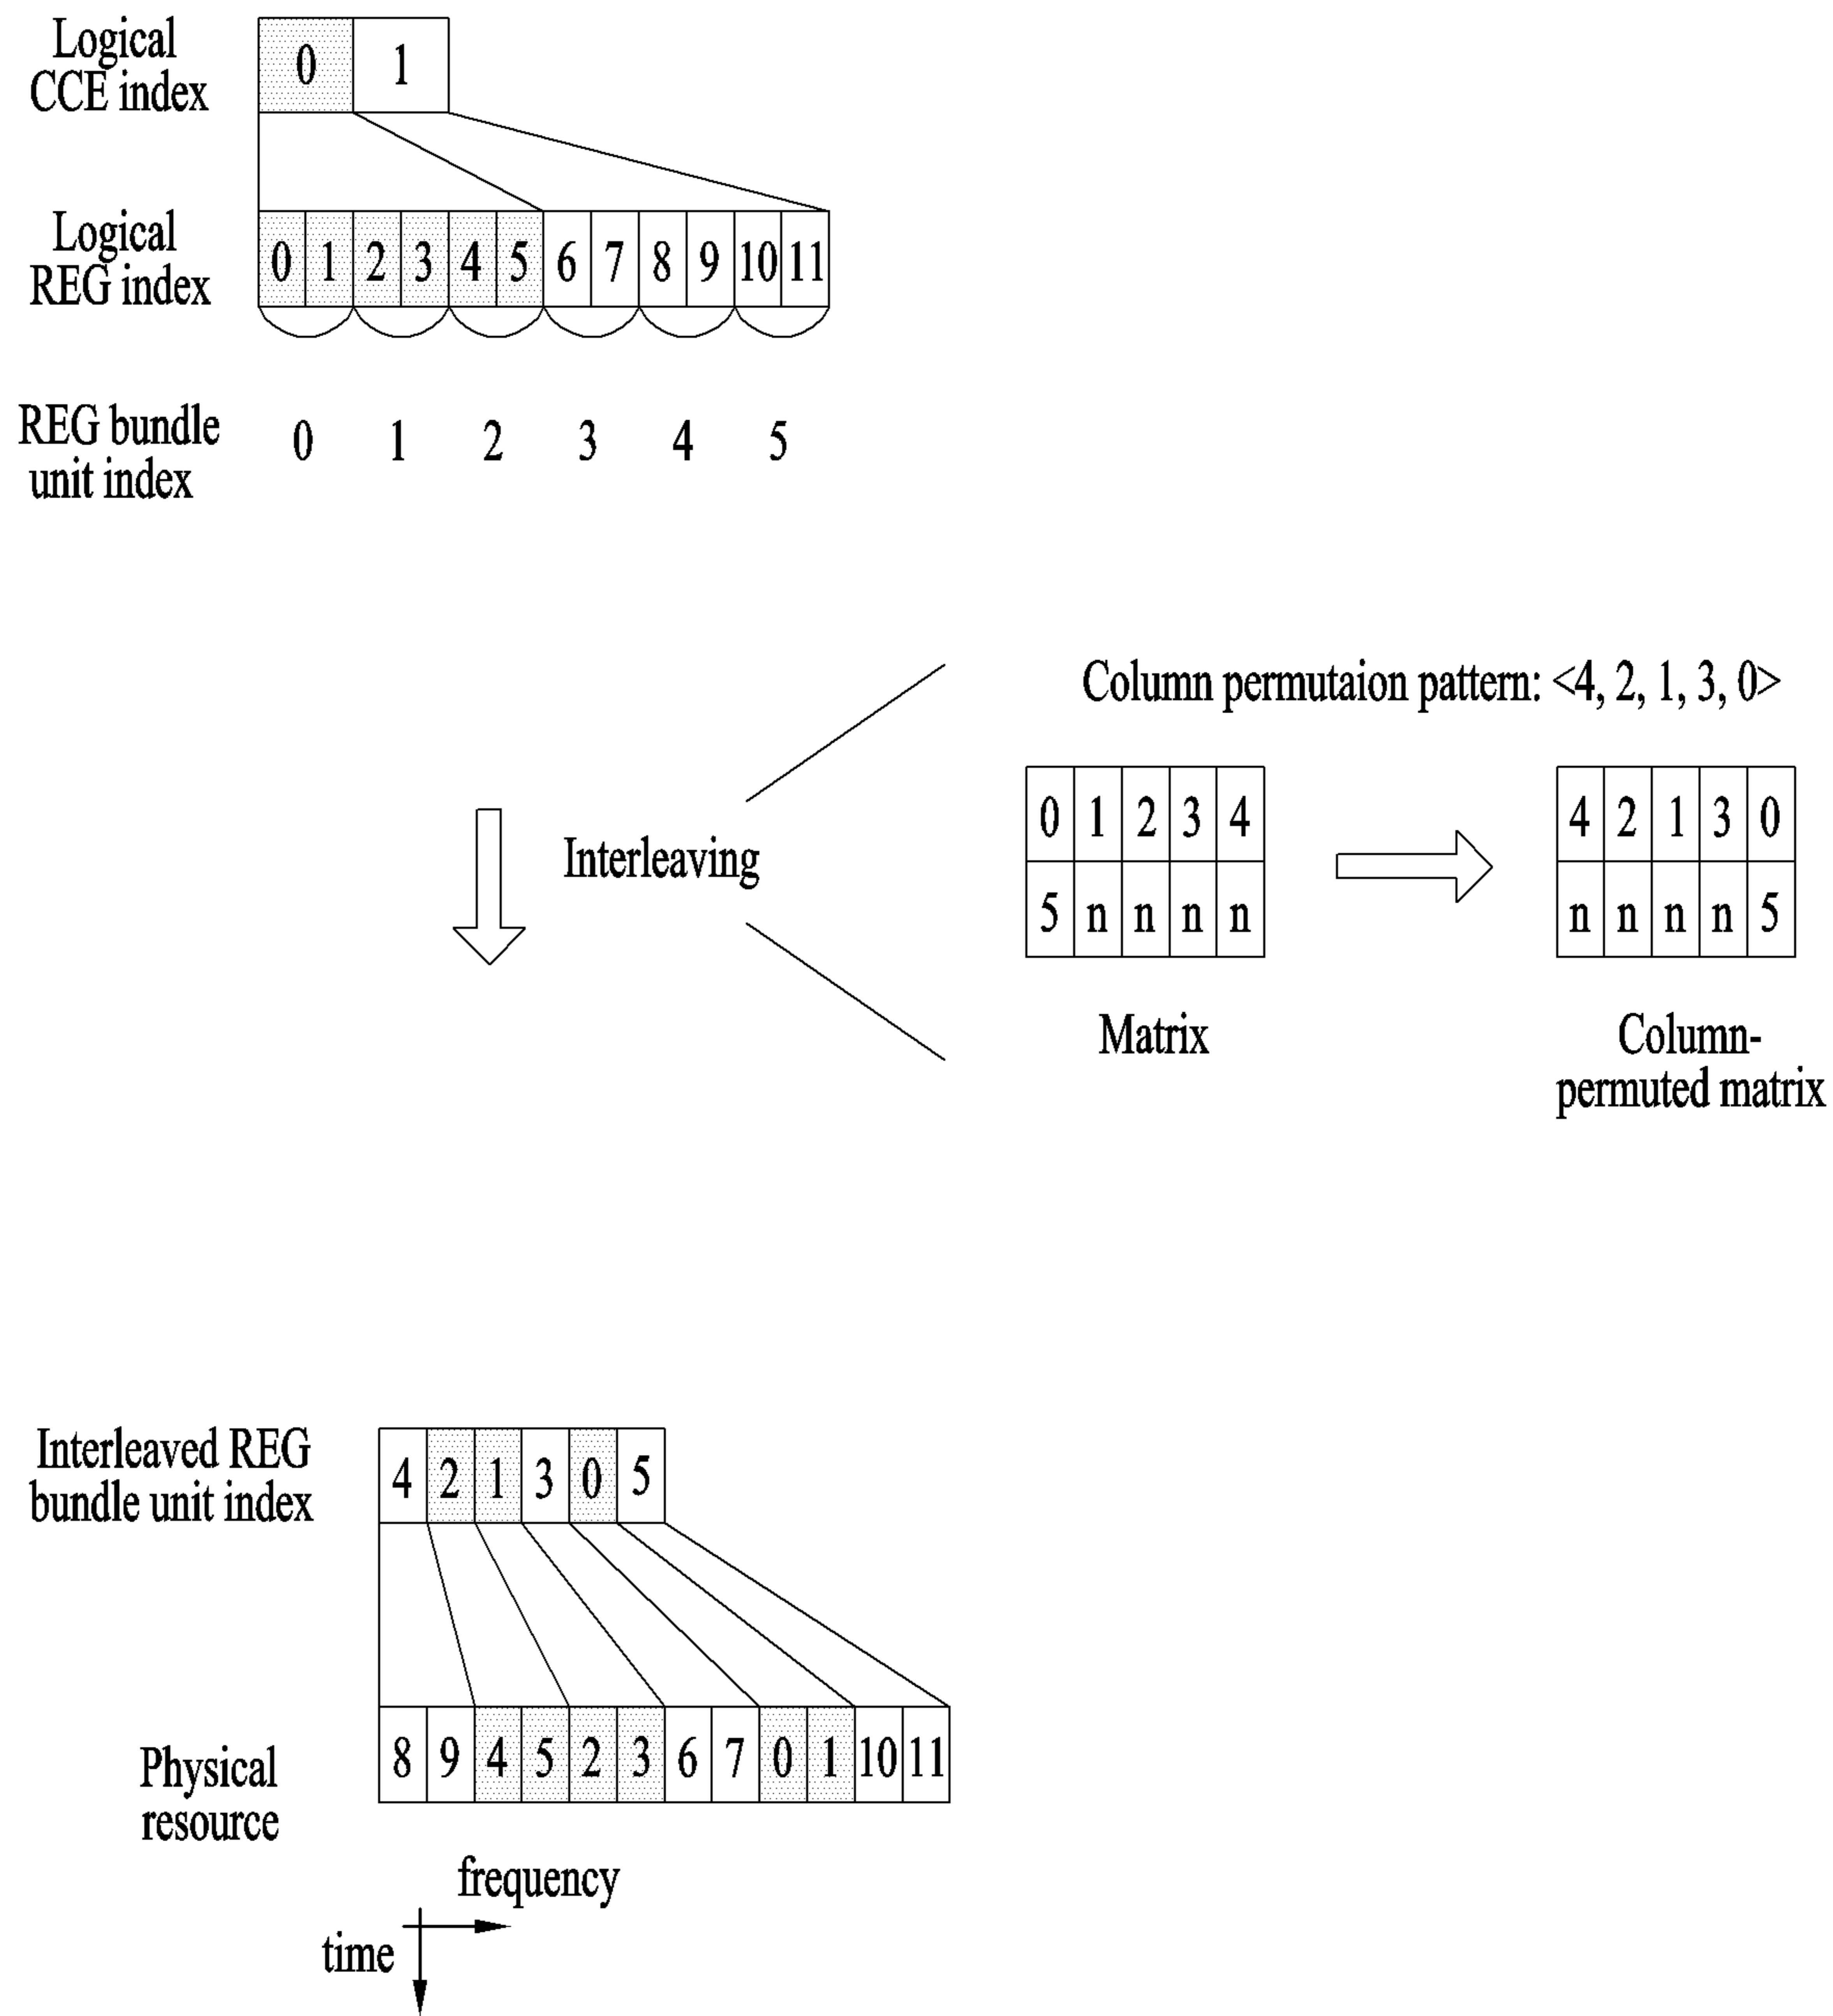 Logical
CCE index
0 1
Logical
REG index
0 1 2 3 4 5 6 7 8 9 10 11
REG bundle
unit index
0 1 2 3 4 5
Column permutaion pattern: <4, 2, 1, 3, 0>
Interleaving
0 1 2 3 4
5 n n n n
Matrix
4 2 1 3 0
n n n n 5
Column-
permuted matrix
Interleaved REG
bundle unit index
4 2 1 3 0 5
Physical
resource
8 9 4 5 2 3 6 7 0 1 10 11
frequency
time